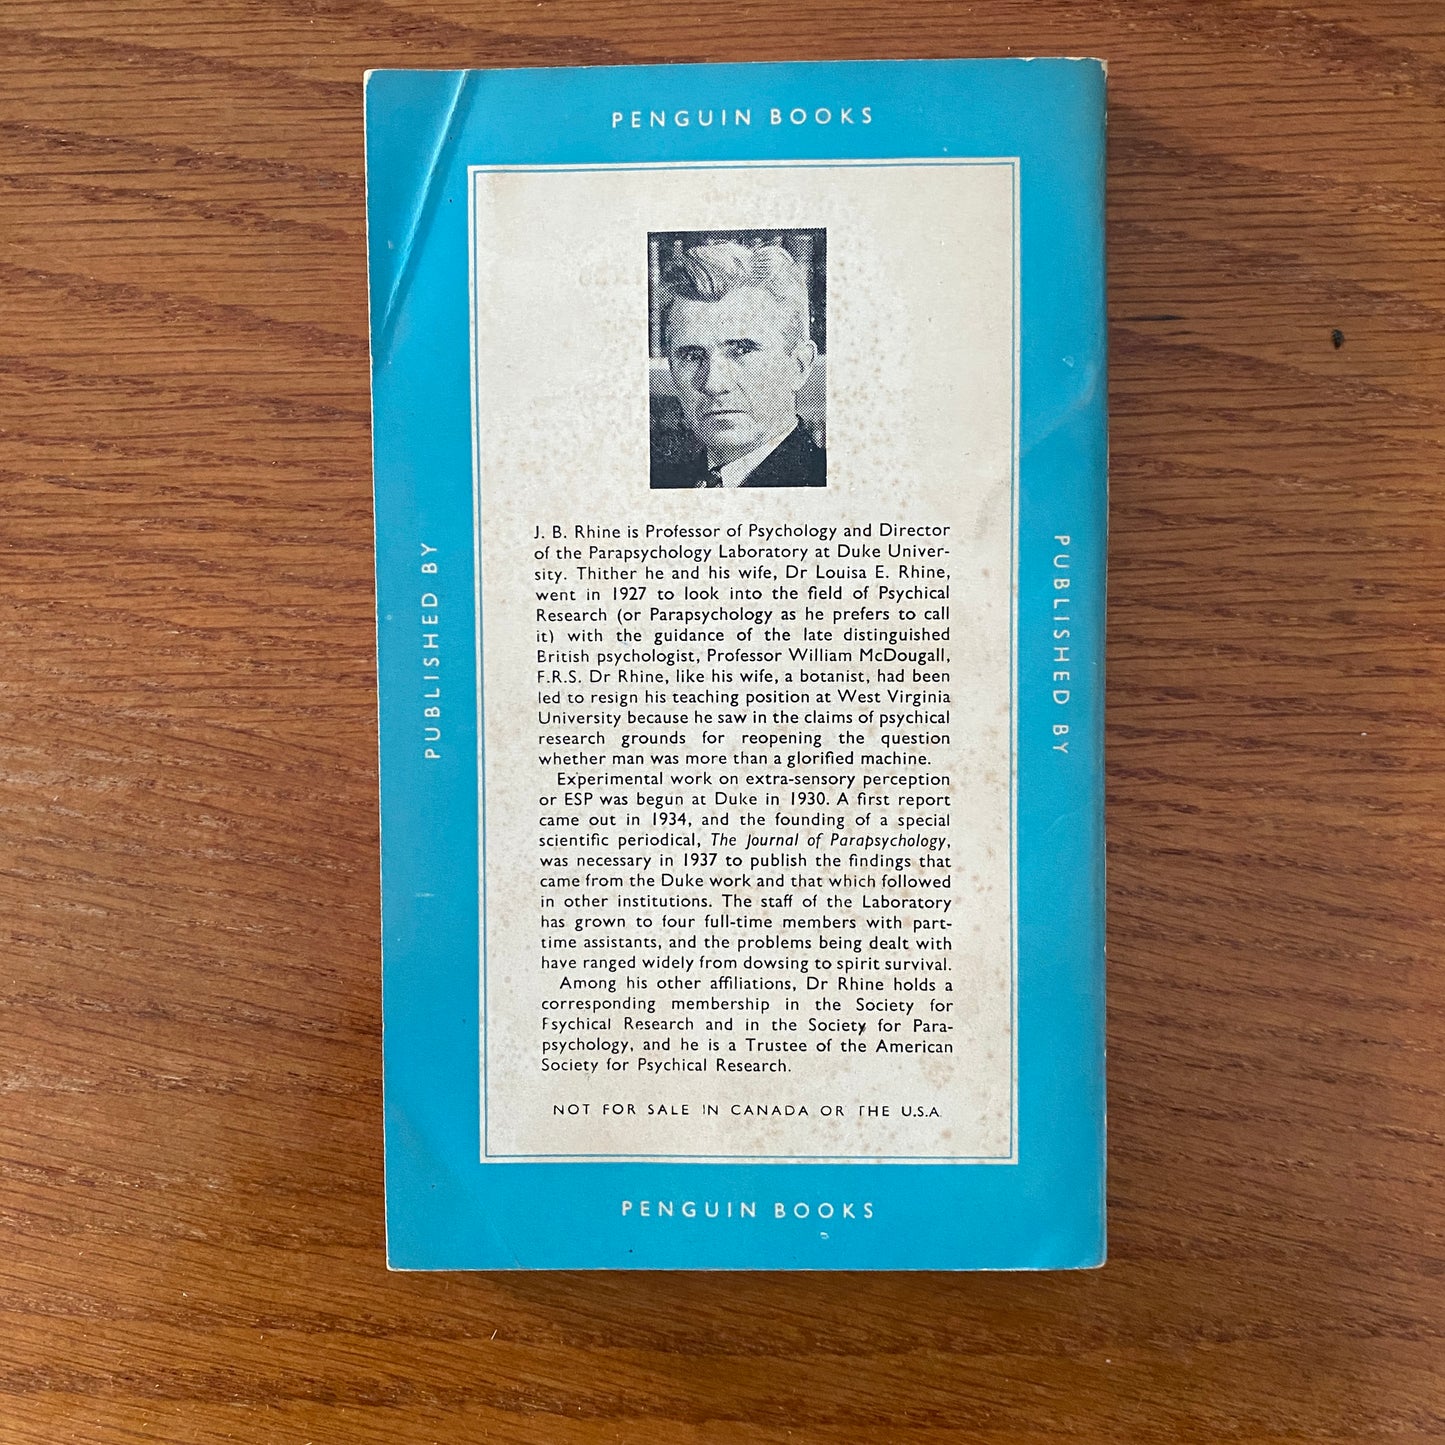 PENGUIN BOOKS
PUBLISHED BY
J. B. Rhine is Professor of Psychology and Director
of the Parapsychology Laboratory at Duke Univer-
sity. Thither he and his wife, Dr Louisa E. Rhine,
went in 1927 to look into the field of Psychical
Research (or Parapsychology as he prefers to call
it) with the guidance of the late distinguished
British psychologist, Professor William McDougall,
F.R.S. Dr Rhine, like his wife, a botanist, had been
led to resign his teaching position at West Virginia
University because he saw in the claims of psychical
research grounds for reopening the question
whether man was more than a glorified machine.
Experimental work on extra-sensory perception
or ESP was begun at Duke in 1930. A first report
came out in 1934, and the founding of a special
scientific periodical, The Journal of Parapsychology,
was necessary in 1937 to publish the findings that
came from the Duke work and that which followed
in other institutions. The staff of the Laboratory
has grown to four full-time members with part-
time assistants, and the problems being dealt with
have ranged widely from dowsing to spirit survival.
Among his other affiliations, Dr Rhine holds a
corresponding membership in the Society for
Psychical Research and in the Society for Para-
psychology, and he is a Trustee of the American
Society for Psychical Research.
NOT FOR SALE IN CANADA OR THE U.S.A.
PUBLISHED BY
PENGUIN BOOKS